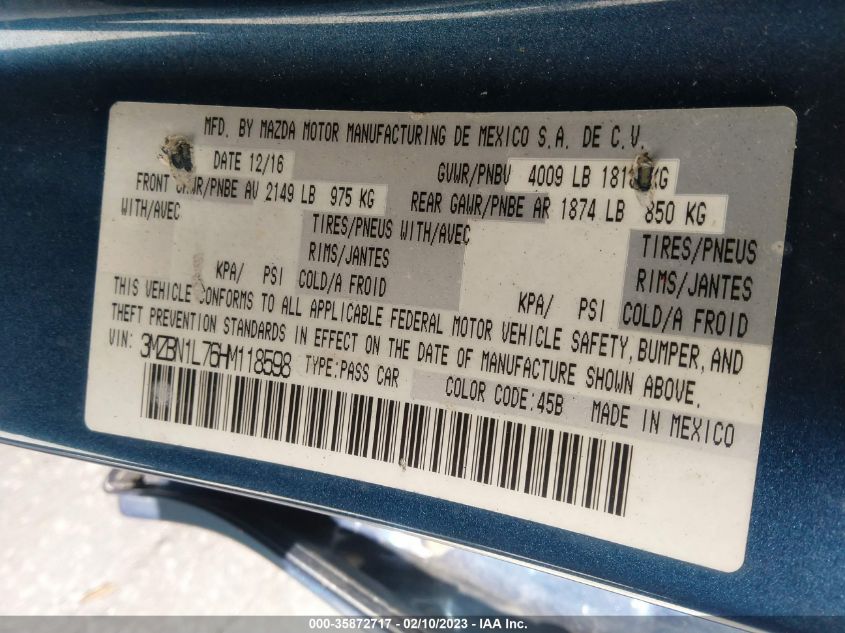 MFD. BY MAZDA MOTOR MANUFACTURING DE MEXICO S.A. DE C.V.
DATE 12/16 GVWR/PNBV 4009 LB KG
FRONT GAWR/PNBE AV 2149 LB 975 KG REAR GAWR/PNBE AR 1874 LB 850 KG
WITH/AVEC TIRES/PNEUS WITH/AVEC TIRES/PNEUS
RIMS/JANTES RIMS/JANTES
KPA/ PSI COLD/A FROID KPA/ PSI COLD/A FROID
THIS VEHICLE CONFORMS TO ALL APPLICABLE FEDERAL MOTOR VEHICLE SAFETY, BUMPER, AND
THEFT PREVENTION STANDARDS IN EFFECT ON THE DATE OF MANUFACTURE SHOWN ABOVE.
VIN: 3MZBN1L76HM118598 TYPE:PASS CAR COLOR CODE:45B MADE IN MEXICO
000-35872717 - 02/10/2023 - IAA Inc.